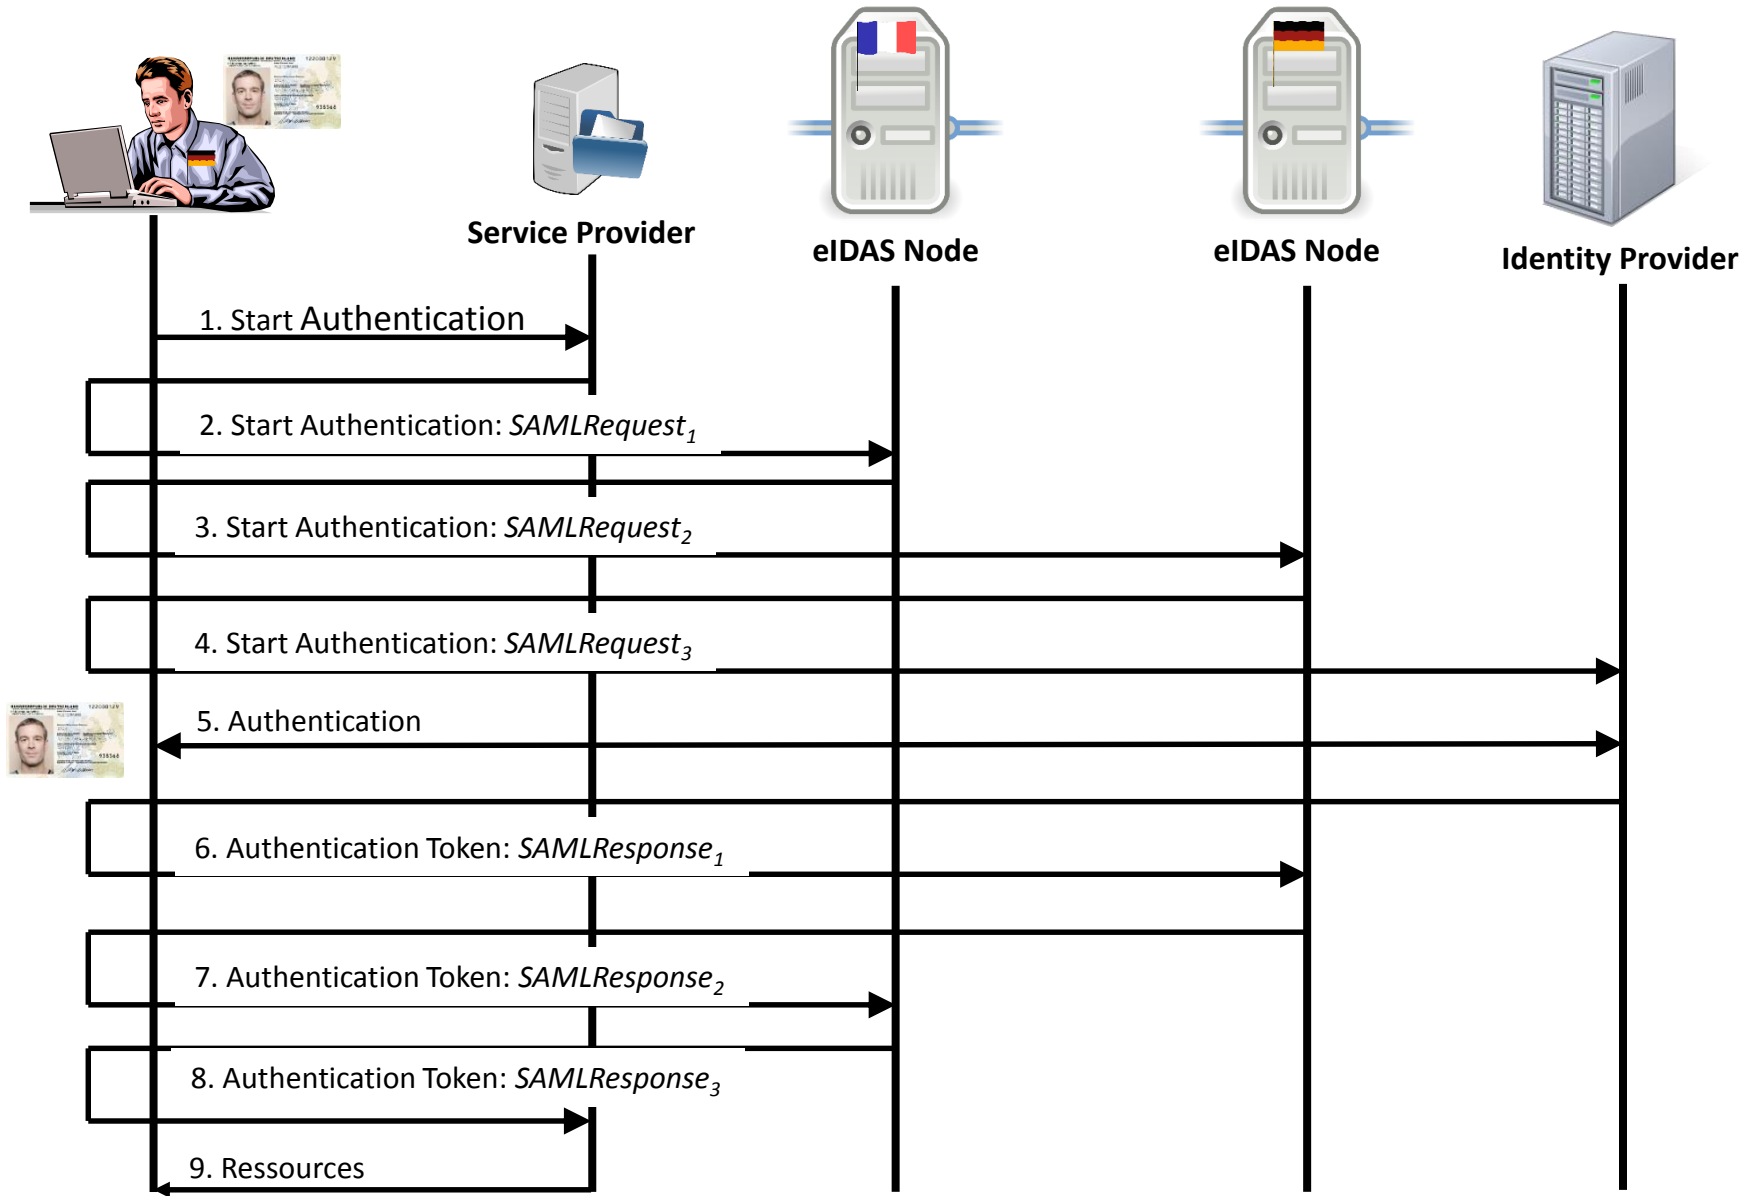 Service Provider
eIDAS Node
eIDAS Node
Identity Provider
1. Start Authentication
2. Start Authentication: SAMLRequest1
3. Start Authentication: SAMLRequest2
4. Start Authentication: SAMLRequest3
5. Authentication
6. Authentication Token: SAMLResponse1
7. Authentication Token: SAMLResponse2
8. Authentication Token: SAMLResponse3
9. Ressources